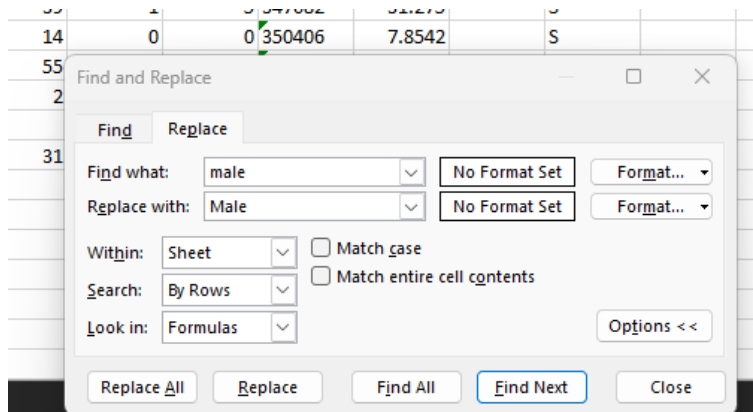 14 0 0 350406 7.8542 S
55
Find and Replace
2
Find Replace
31
Find what: male No Format Set Format...
Replace with: Male No Format Set Format...
Within: Sheet Match case
Match entire cell contents
Search: By Rows
Look in: Formulas Options <<
Replace All Replace Find All Find Next Close